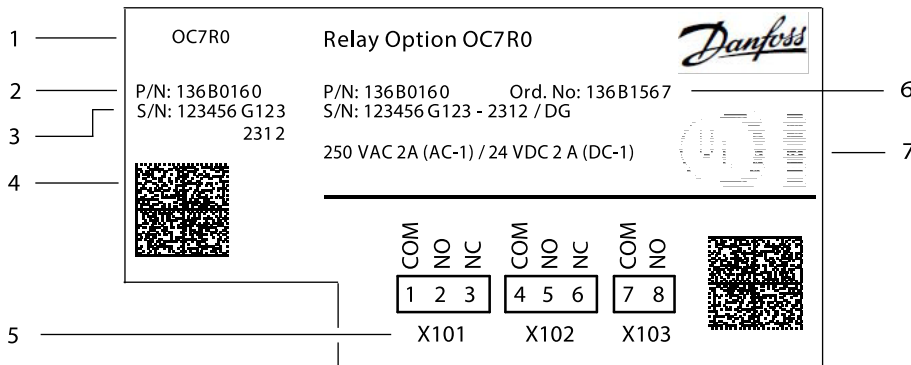 1
OC7R0
Relay Option OC7R0
Danfoss
2
P/N: 136B0160
P/N: 136B0160
Ord. No: 136B1567
6
3
S/N: 123456 G123
2312
S/N: 123456 G123 - 2312 / DG
250 VAC 2A (AC-1) / 24 VDC 2 A (DC-1)
7
4
COM NO NC
COM NO NC
COM NO
1 2 3
4 5 6
7 8
5
X101
X102
X103